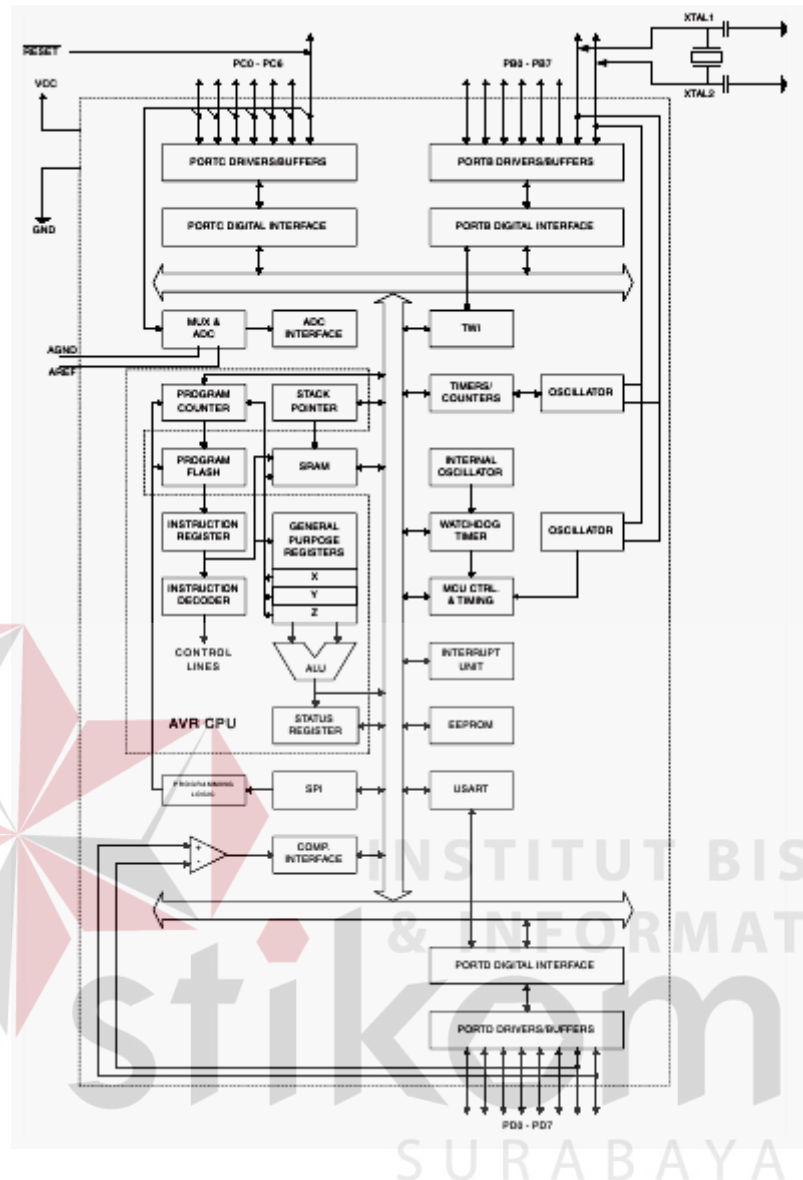 XTAL1
RESET
PC0 - PC6
PB0 - PB7
VCC
XTAL2
PORTC DRIVERS/BUFFERS
PORTB DRIVERS/BUFFERS
PORTC DIGITAL INTERFACE
PORTB DIGITAL INTERFACE
GND
MUX &
ADC
ADC
INTERFACE
TWI
AGND
AREF
PROGRAM
COUNTER
STACK
POINTER
TIMERS/
COUNTERS
OSCILLATOR
PROGRAM
FLASH
SRAM
INTERNAL
OSCILLATOR
INSTRUCTION
REGISTER
GENERAL
PURPOSE
REGISTERS
WATCHDOG
TIMER
OSCILLATOR
X
Y
Z
INSTRUCTION
DECODER
MCU CTRL.
& TIMING
CONTROL
LINES
ALU
INTERRUPT
UNIT
AVR CPU
STATUS
REGISTER
EEPROM
PROGRAMMING
LOGIC
SPI
USART
+
-
COMP.
INTERFACE
INSTITUT BIS
& INFORMAT
PORTD DIGITAL INTERFACE
stikom
PORTD DRIVERS/BUFFERS
PD0 - PD7
SURABAYA